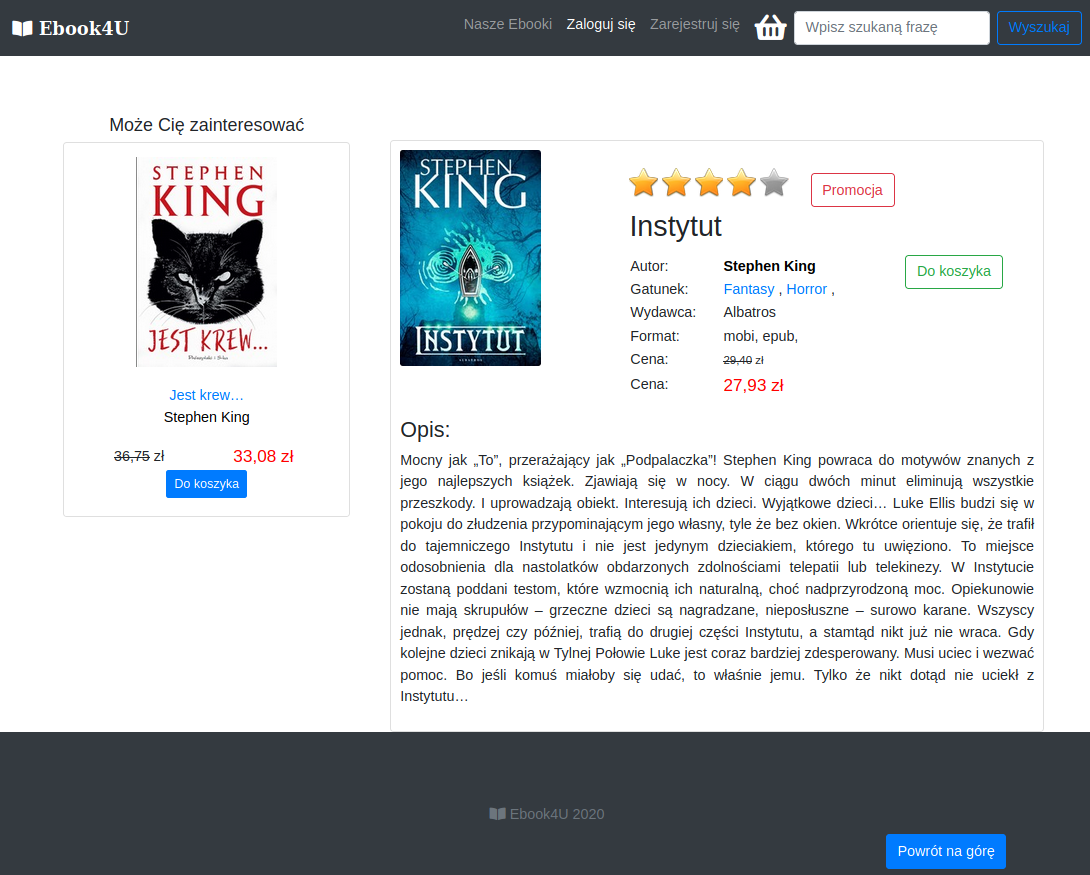 Ebook4U
Nasze Ebooki Zaloguj się Zarejestruj się Wpisz szukaną frazę Wyszukaj
Może Cię zainteresować
STEPHEN
KING
JEST KREW...
Prószyński i S-ka
Jest krew…
Stephen King
36,75 zł 33,08 zł
Do koszyka
STEPHEN
KING
INSTYTUT
ALBATROS
Promocja
Instytut
Autor: Stephen King
Do koszyka
Gatunek: Fantasy , Horror ,
Wydawca: Albatros
Format: mobi, epub,
Cena: 29,40 zł
Cena: 27,93 zł
Opis:
Mocny jak „To”, przerażający jak „Podpalaczka”! Stephen King powraca do motywów znanych z
jego najlepszych książek. Zjawiają się w nocy. W ciągu dwóch minut eliminują wszystkie
przeszkody. I uprowadzają obiekt. Interesują ich dzieci. Wyjątkowe dzieci… Luke Ellis budzi się w
pokoju do złudzenia przypominającym jego własny, tyle że bez okien. Wkrótce orientuje się, że trafił
do tajemniczego Instytutu i nie jest jedynym dzieciakiem, którego tu uwięziono. To miejsce
odosobnienia dla nastolatków obdarzonych zdolnościami telepatii lub telekinezy. W Instytucie
zostaną poddani testom, które wzmocnią ich naturalną, choć nadprzyrodzoną moc. Opiekunowie
nie mają skrupułów – grzeczne dzieci są nagradzane, nieposłuszne – surowo karane. Wszyscy
jednak, prędzej czy później, trafią do drugiej części Instytutu, a stamtąd nikt już nie wraca. Gdy
kolejne dzieci znikają w Tylnej Połowie Luke jest coraz bardziej zdesperowany. Musi uciec i wezwać
pomoc. Bo jeśli komuś miałoby się udać, to właśnie jemu. Tylko że nikt dotąd nie uciekł z
Instytutu…
Ebook4U 2020
Powrót na górę